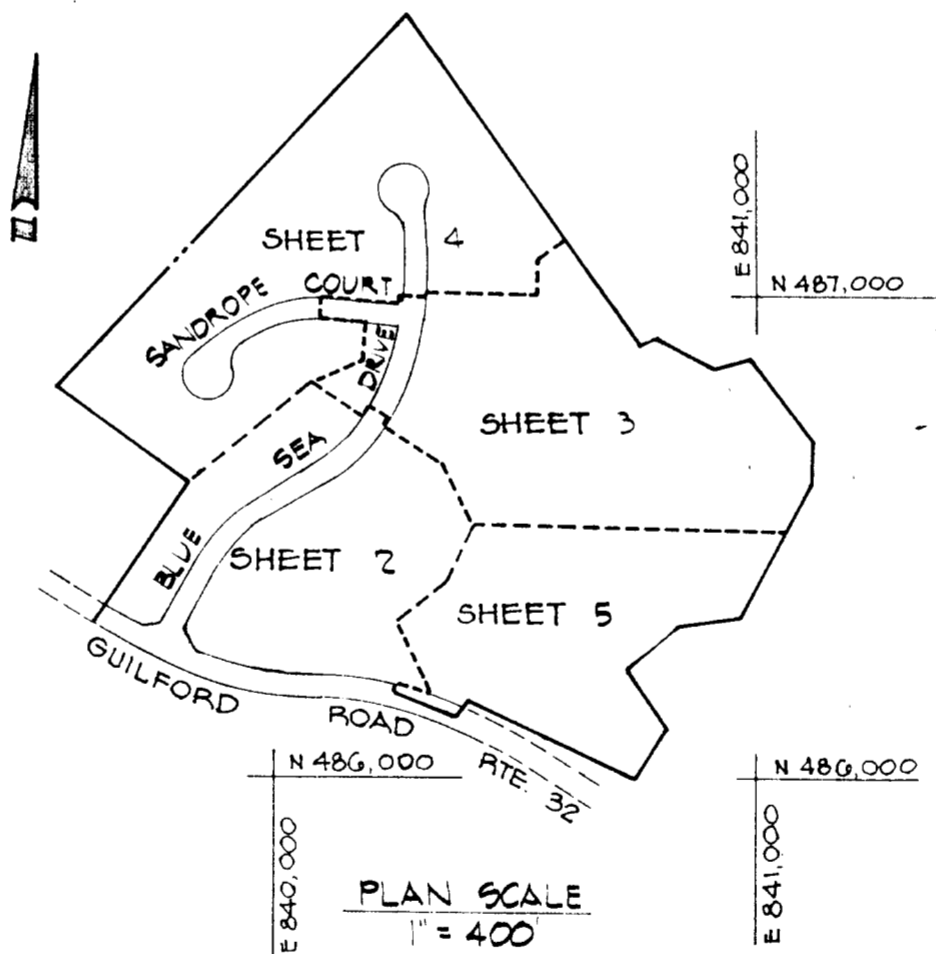 SHEET 4
COURT
SANDROPE
DRIVE
E 841,000
N 487,000
SHEET 3
SEA
BLUE
SHEET 2
SHEET 5
GUILFORD ROAD RTE. 32
N 486,000
N 486,000
E 840,000
E 841,000
PLAN SCALE
1" = 400'